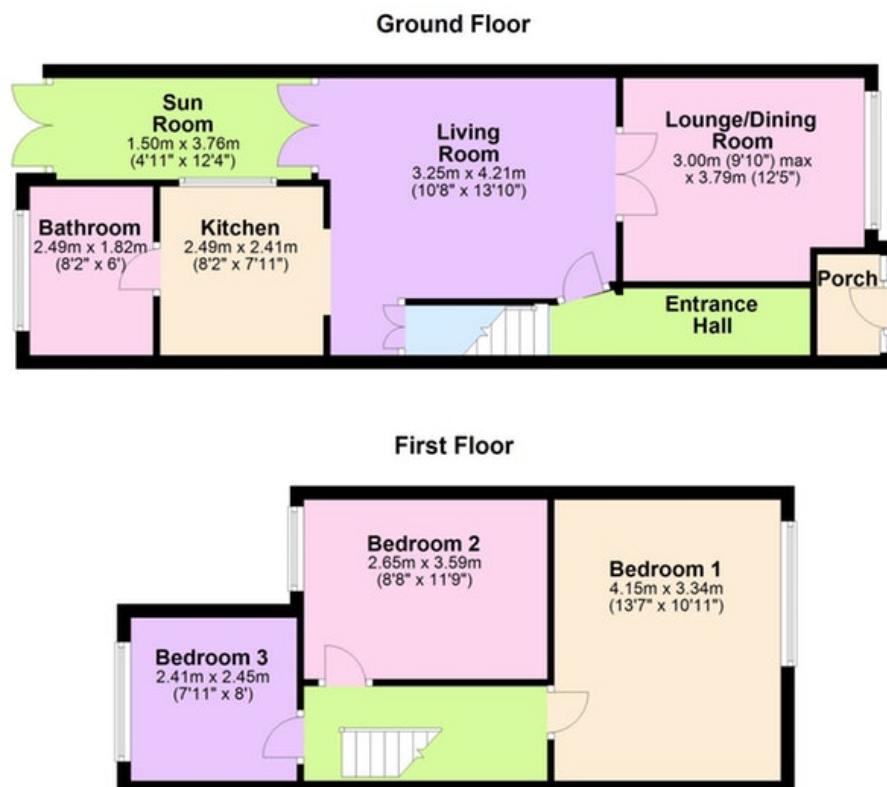 Ground Floor
Sun
Room
1.50m x 3.76m
(4'11" x 12'4")
Living
Room
3.25m x 4.21m
(10'8" x 13'10")
Lounge/Dining
Room
3.00m (9'10") max
x 3.79m (12'5")
Bathroom
2.49m x 1.82m
(8'2" x 6')
Kitchen
2.49m x 2.41m
(8'2" x 7'11")
Porch
Entrance
Hall
First Floor
Bedroom 2
2.65m x 3.59m
(8'8" x 11'9")
Bedroom 1
4.15m x 3.34m
(13'7" x 10'11")
Bedroom 3
2.41m x 2.45m
(7'11" x 8')